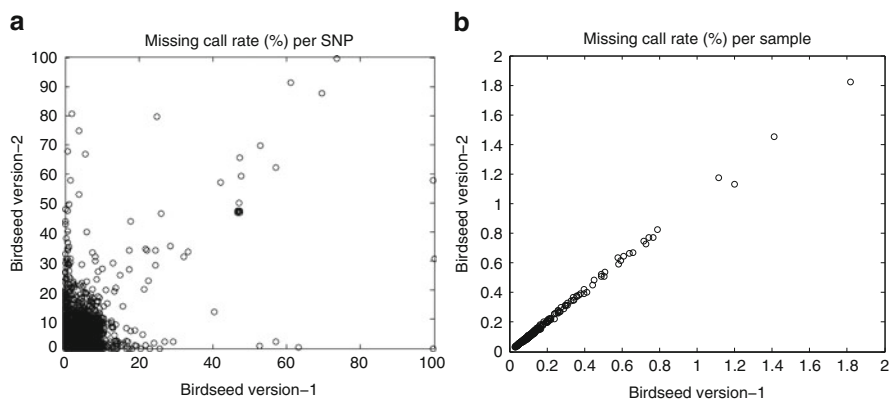 a
Missing call rate (%) per SNP
100
90
80
70
60
50
40
30
20
10
0
0 20 40 60 80 100
Birdseed version–2
Birdseed version–1
b
Missing call rate (%) per sample
2
1.8
1.6
1.4
1.2
1
0.8
0.6
0.4
0.2
0
0 0.2 0.4 0.6 0.8 1 1.2 1.4 1.6 1.8 2
Birdseed version–2
Birdseed version–1